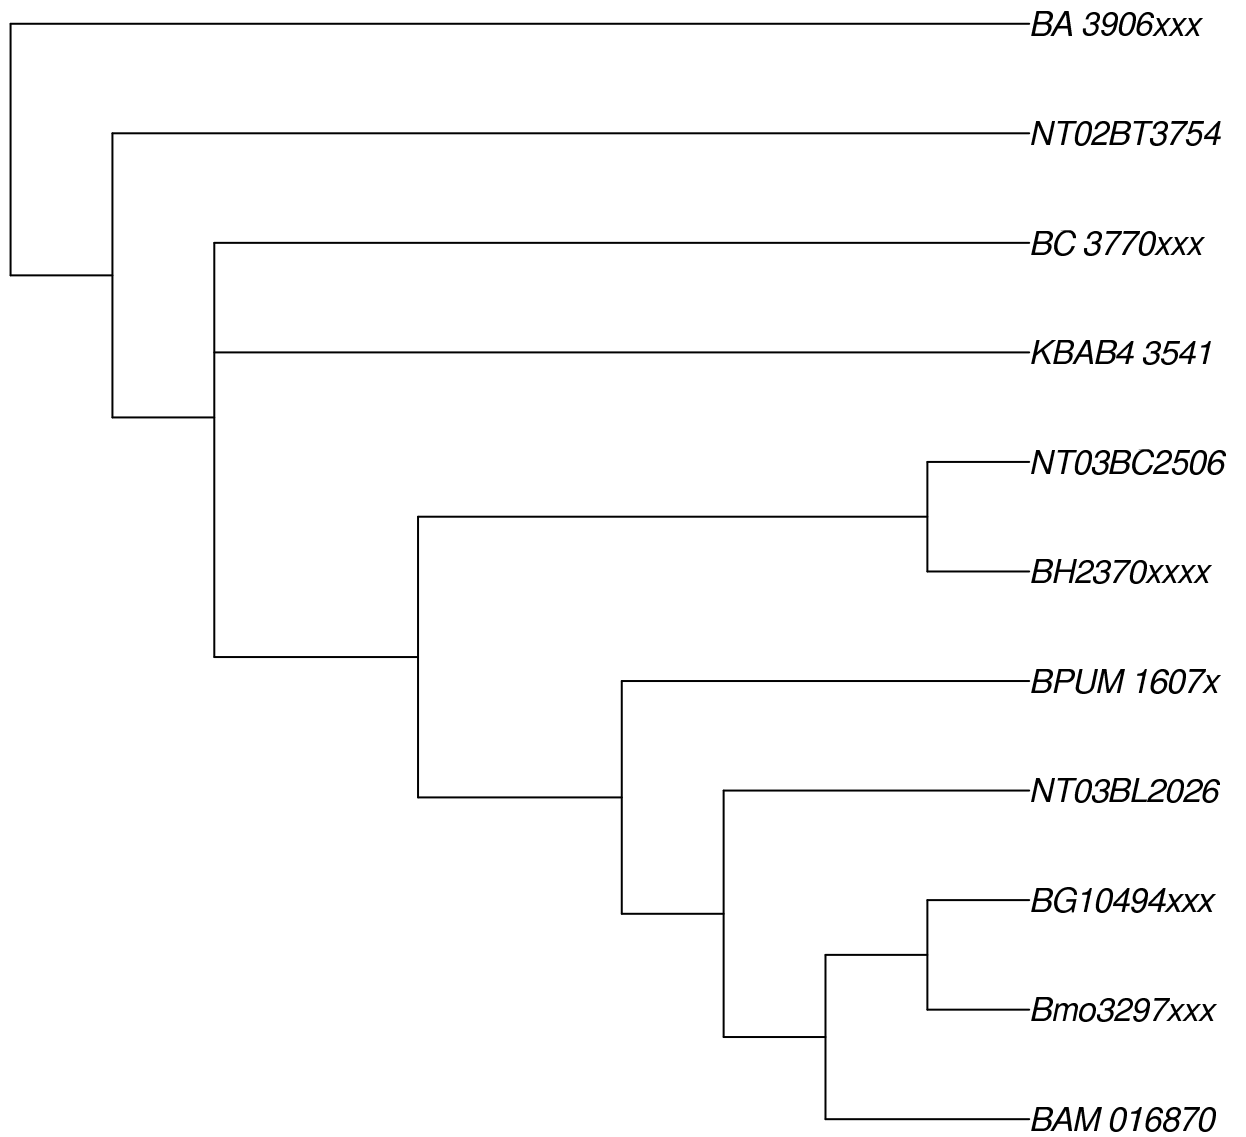 BA 3906xxx
NT02BT3754
BC 3770xxx
KBAB4 3541
NT03BC2506
BH2370xxxx
BPUM 1607x
NT03BL2026
BG10494xxx
Bmo3297xxx
BAM 016870